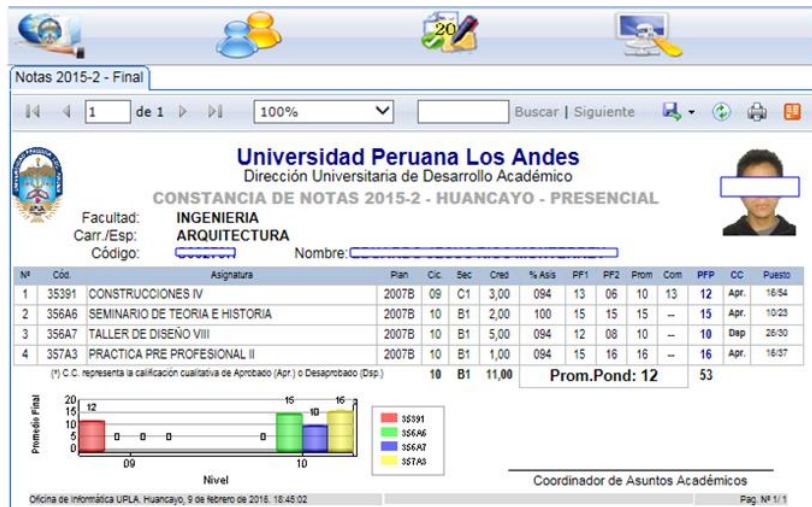 20
Notas 2015-2 - Final
1 de 1 100% Buscar | Siguiente
Universidad Peruana Los Andes
Dirección Universitaria de Desarrollo Académico
CONSTANCIA DE NOTAS 2015-2 - HUANCAYO - PRESENCIAL
Facultad: INGENIERIA
Carr./Esp: ARQUITECTURA
Código: Nombre:
Nº Cód. Asignatura Plan Cic. Sec Cred % Asis PF1 PF2 Prom Com PFP CC Puesto
1 35391 CONSTRUCCIONES IV 2007B 09 C1 3,00 094 13 06 10 13 12 Apr. 16/54
2 356A6 SEMINARIO DE TEORIA E HISTORIA 2007B 10 B1 2,00 100 15 15 15 -- 15 Apr. 10/23
3 356A7 TALLER DE DISEÑO VIII 2007B 10 B1 5,00 094 12 08 10 -- 10 Dsp 26/30
4 357A3 PRACTICA PRE PROFESIONAL II 2007B 10 B1 1,00 094 15 16 16 -- 16 Apr. 16/37
(*) C.C. representa la calificación cualitativa de Aprobado (Apr.) o Desaprobado (Dsp.) 10 B1 11,00 Prom.Pond: 12 53
Promedio Final
20
15
10
5
0
12 0 0 0 0 15 10 16
09 10
Nivel
35391
356A6
356A7
357A3
Coordinador de Asuntos Académicos
Oficina de Informática UPLA. Huancayo, 9 de febrero de 2016. 18:45:02 Pag. Nº 1/ 1